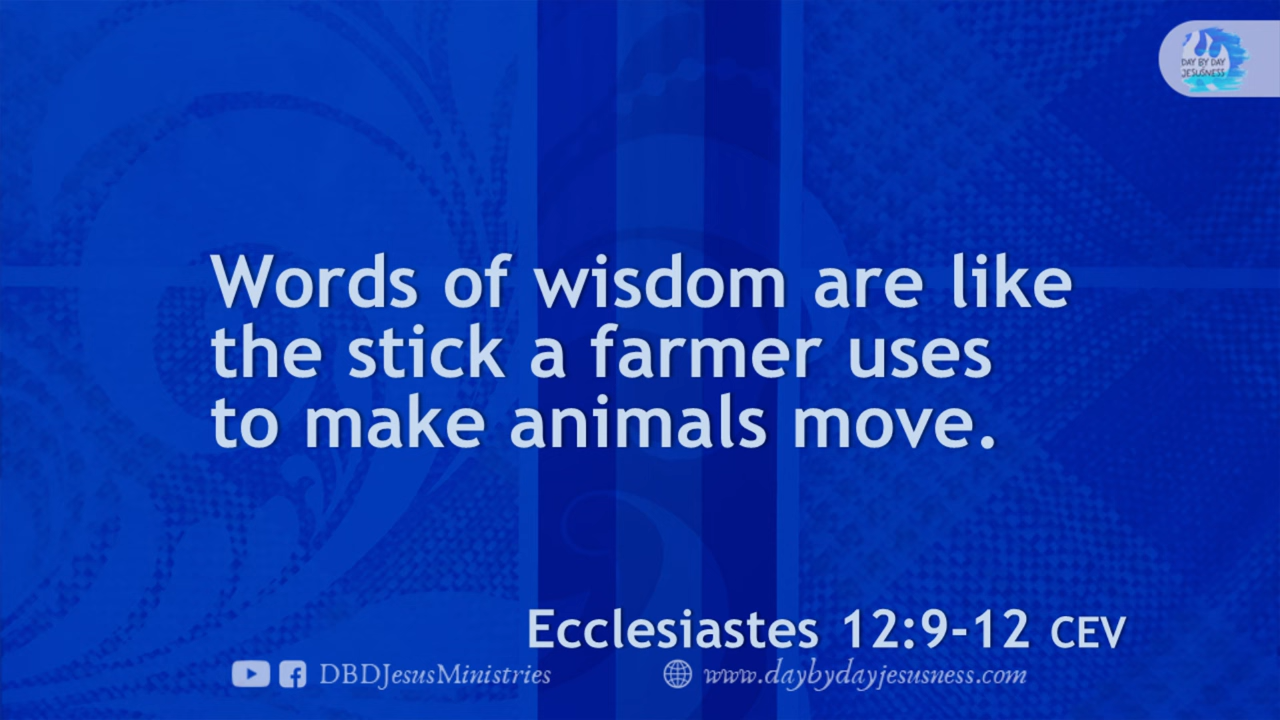 DAY BY DAY
JESUSNESS
Words of wisdom are like
the stick a farmer uses
to make animals move.
Ecclesiastes 12:9-12 CEV
DBDJesusMinistries
www.daybydayjesusness.com